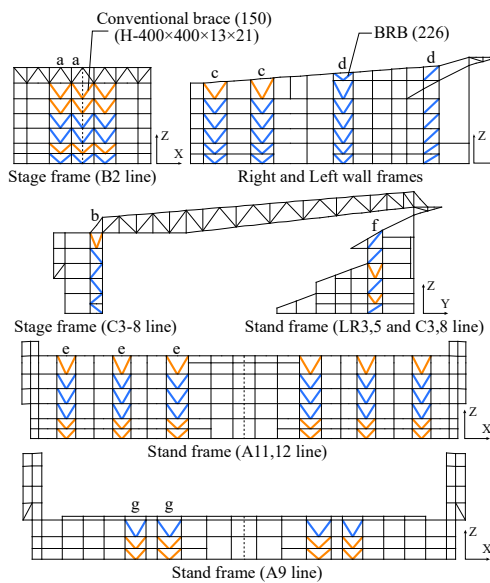 Conventional brace (150)
(H-400×400×13×21)
BRB (226)
a a
c c d d
Z
X
Z
Y
Stage frame (B2 line)
Right and Left wall frames
b
f
Z
Y
Stage frame (C3-8 line)
Stand frame (LR3,5 and C3,8 line)
e e e
Z
X
Stand frame (A11,12 line)
g g
Z
X
Stand frame (A9 line)